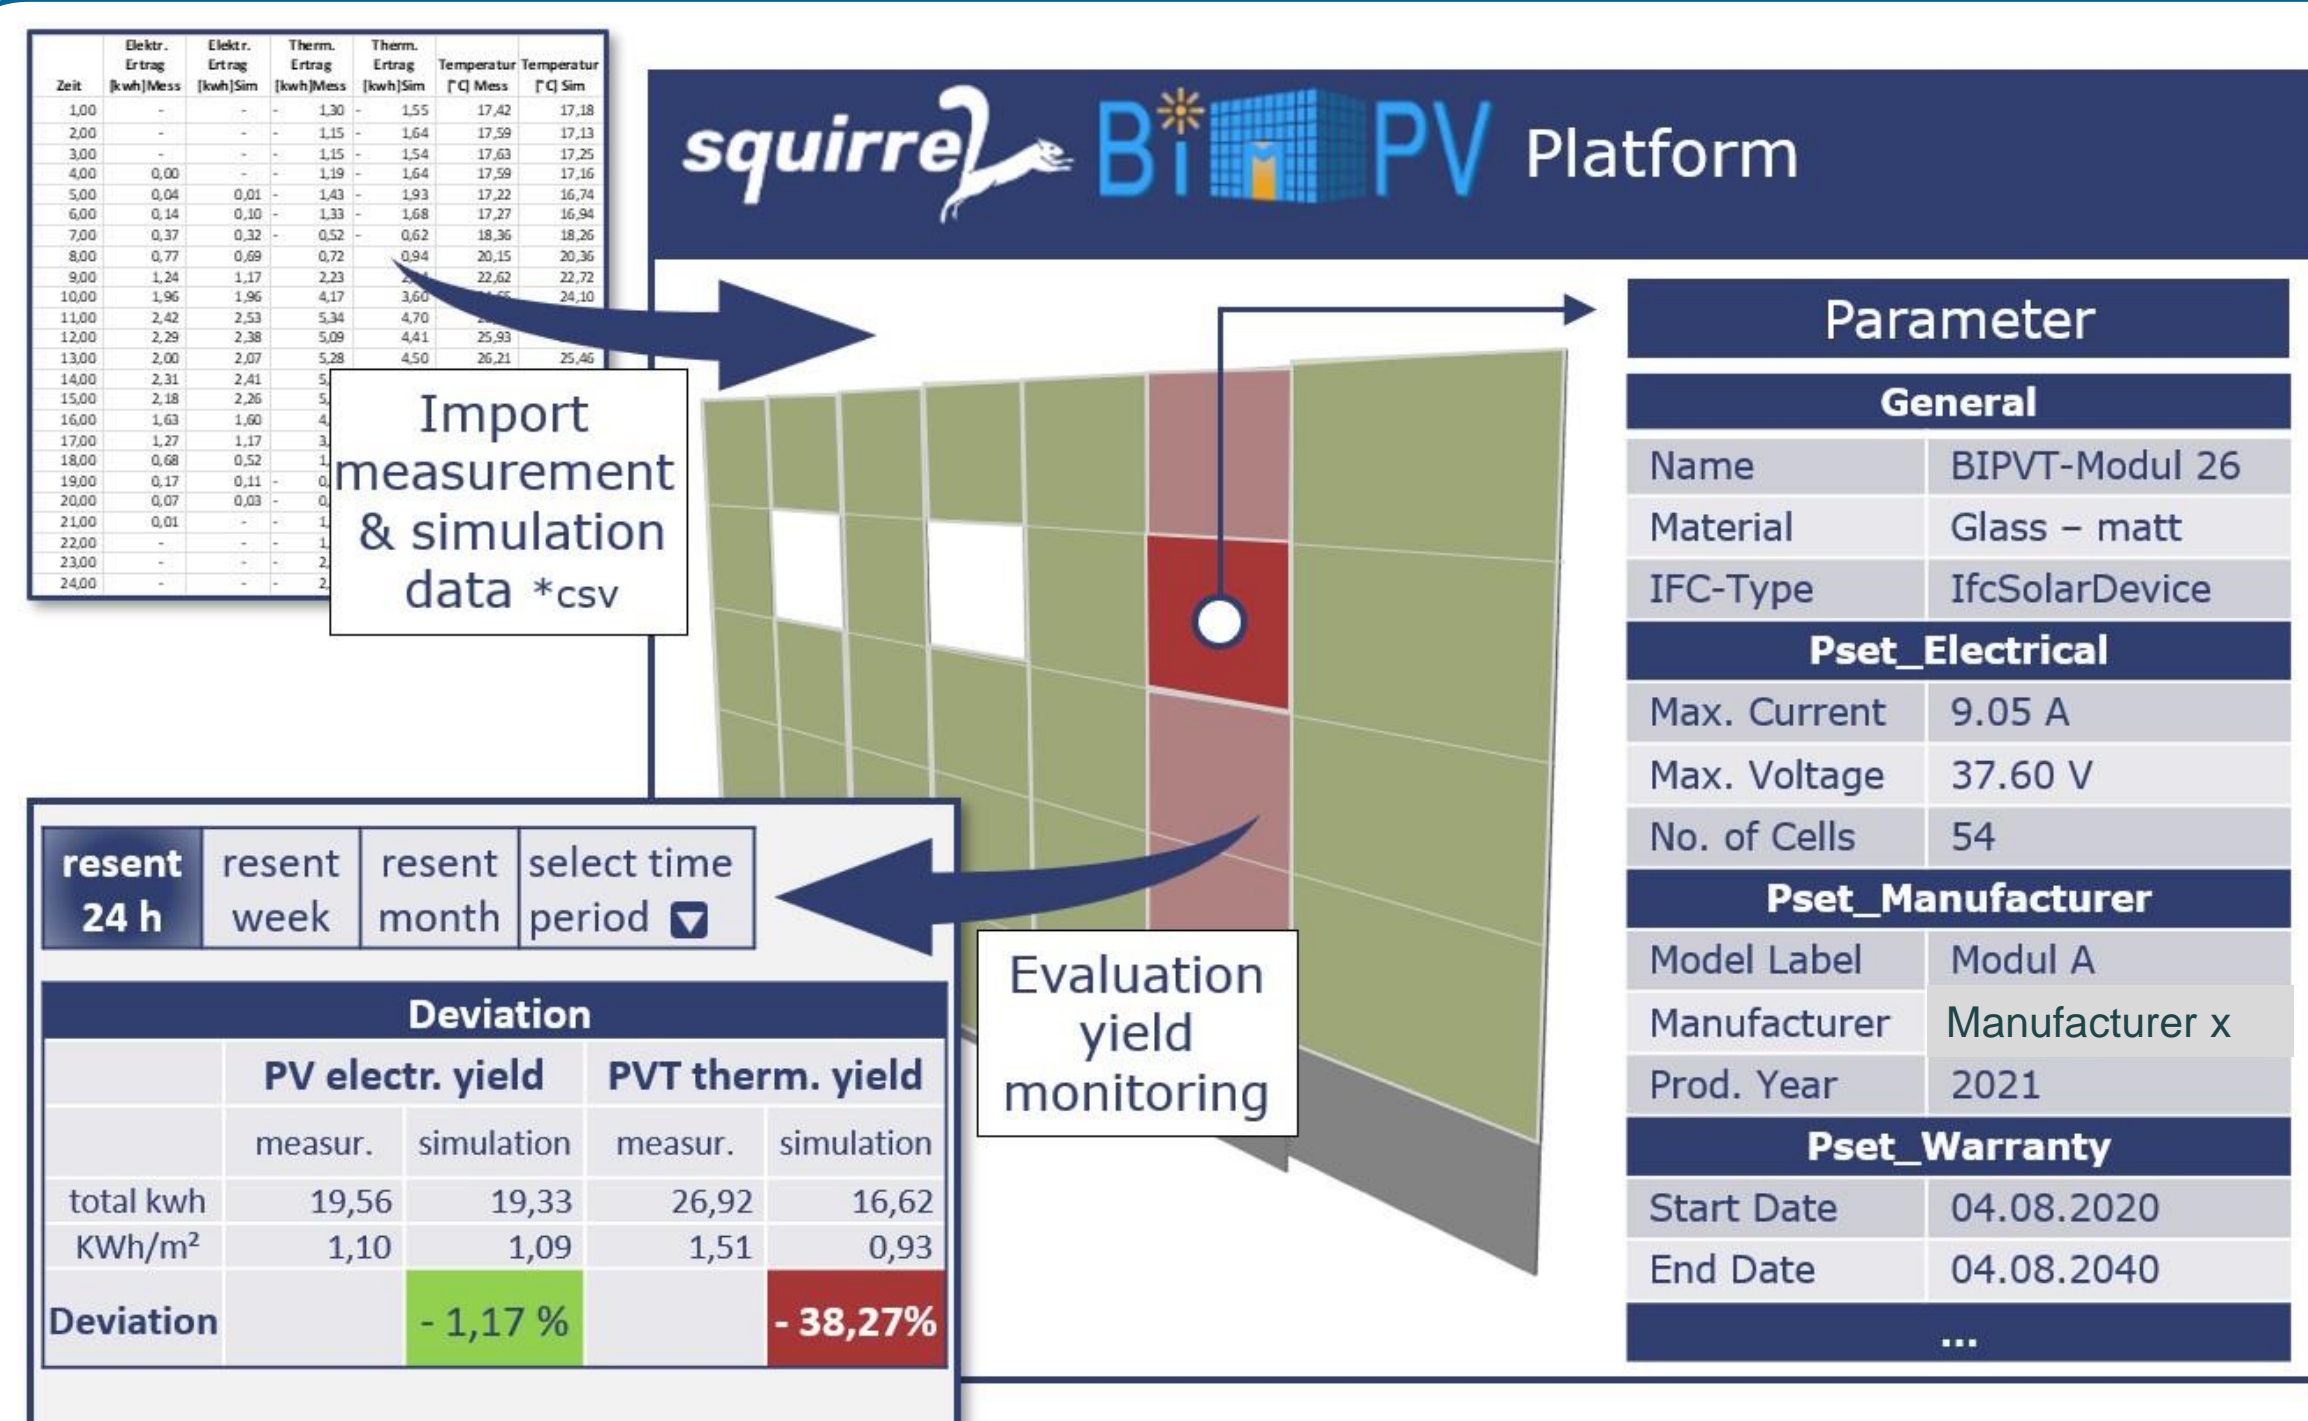 Elektr. Elektr. Therm. Therm.
Ertrag Ertrag Ertrag Ertrag Temperatur Temperatur
Zeit [kwh]Mess [kwh]Sim [kwh]Mess [kwh]Sim [°C] Mess [°C] Sim
1,00 - - - 1,30 - 1,55 17,42 17,18
2,00 - - - 1,15 - 1,64 17,59 17,13
3,00 - - - 1,15 - 1,54 17,63 17,25
4,00 0,00 - - 1,19 - 1,64 17,59 17,16
5,00 0,04 0,01 - 1,43 - 1,93 17,22 16,74
6,00 0,14 0,10 - 1,33 - 1,68 17,27 16,94
7,00 0,37 0,32 - 0,52 - 0,62 18,36 18,26
8,00 0,77 0,69 0,72 0,94 20,15 20,36
9,00 1,24 1,17 2,23 22,62 22,72
10,00 1,96 1,96 4,17 3,60 24,10
11,00 2,42 2,53 5,34 4,70
12,00 2,29 2,38 5,09 4,41 25,93
13,00 2,00 2,07 5,28 4,50 26,21 25,46
14,00 2,31 2,41 5,
15,00 2,18 2,26 5,
16,00 1,63 1,60 4,
17,00 1,27 1,17 3,
18,00 0,68 0,52 1,
19,00 0,17 0,11 - 0,
20,00 0,07 0,03 - 0,
21,00 0,01 - - 1,
22,00 - - - 1,
23,00 - - - 2,
24,00 - - - 2,
Import
measurement
& simulation
data *csv
squirrel BiMPV Platform
Parameter
General
Name BIPVT-Modul 26
Material Glass – matt
IFC-Type IfcSolarDevice
Pset_Electrical
Max. Current 9.05 A
Max. Voltage 37.60 V
No. of Cells 54
Pset_Manufacturer
Model Label Modul A
Manufacturer Manufacturer x
Prod. Year 2021
Pset_Warranty
Start Date 04.08.2020
End Date 04.08.2040
...
Evaluation
yield
monitoring
resent resent resent select time
24 h week month period
Deviation
PV electr. yield PVT therm. yield
measur. simulation measur. simulation
total kwh 19,56 19,33 26,92 16,62
KWh/m² 1,10 1,09 1,51 0,93
Deviation - 1,17 % - 38,27%